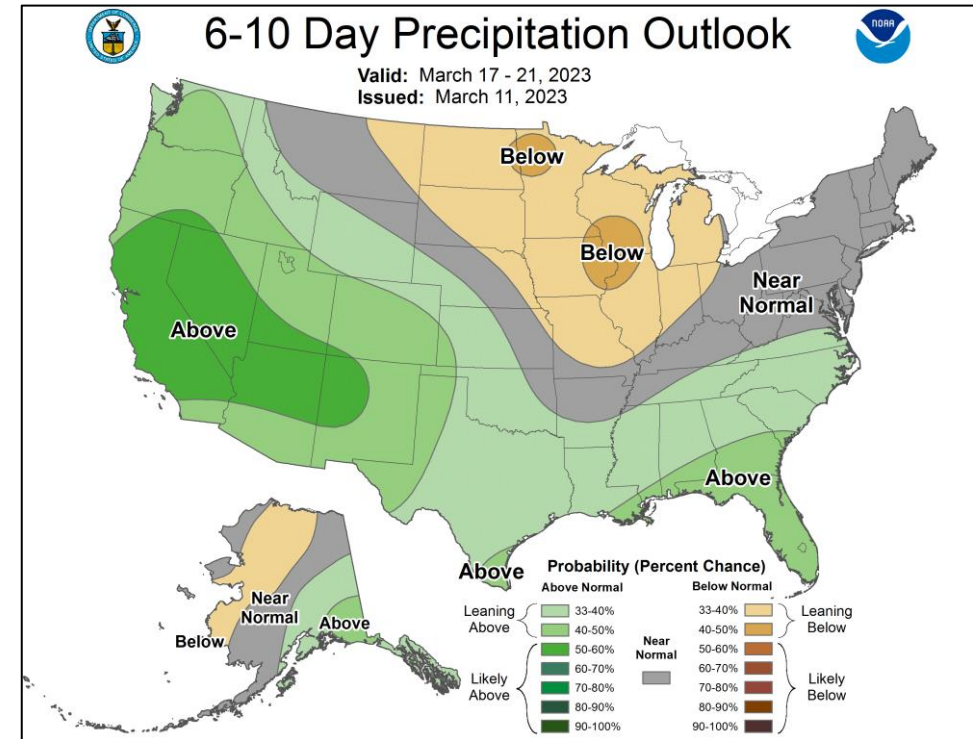 6-10 Day Precipitation Outlook
NOAA
Valid: March 17 - 21, 2023
Issued: March 11, 2023
Below
Below
Near
Normal
Above
Above
Above
Near
Normal
Above
Below
Probability (Percent Chance)
Above Normal
Below Normal
Leaning
Above
33-40%
40-50%
Likely
Above
50-60%
60-70%
70-80%
80-90%
90-100%
Near
Normal
33-40%
40-50%
Leaning
Below
50-60%
60-70%
70-80%
80-90%
90-100%
Likely
Below